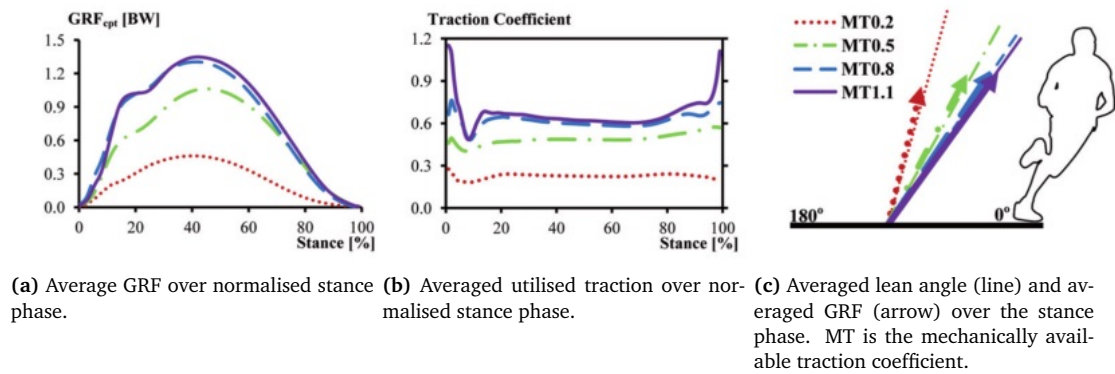 GRFcpt [BW]
1.5
1.2
0.9
0.6
0.3
0.0
0 20 40 60 80 100
Stance [%]
Traction Coefficient
1.2
0.9
0.6
0.3
0.0
0 20 40 60 80 100
Stance [%]
MT0.2
MT0.5
MT0.8
MT1.1
180° 0°
(a) Average GRF over normalised stance
phase.
(b) Averaged utilised traction over nor-
malised stance phase.
(c) Averaged lean angle (line) and av-
eraged GRF (arrow) over the stance
phase. MT is the mechanically avail-
able traction coefficient.